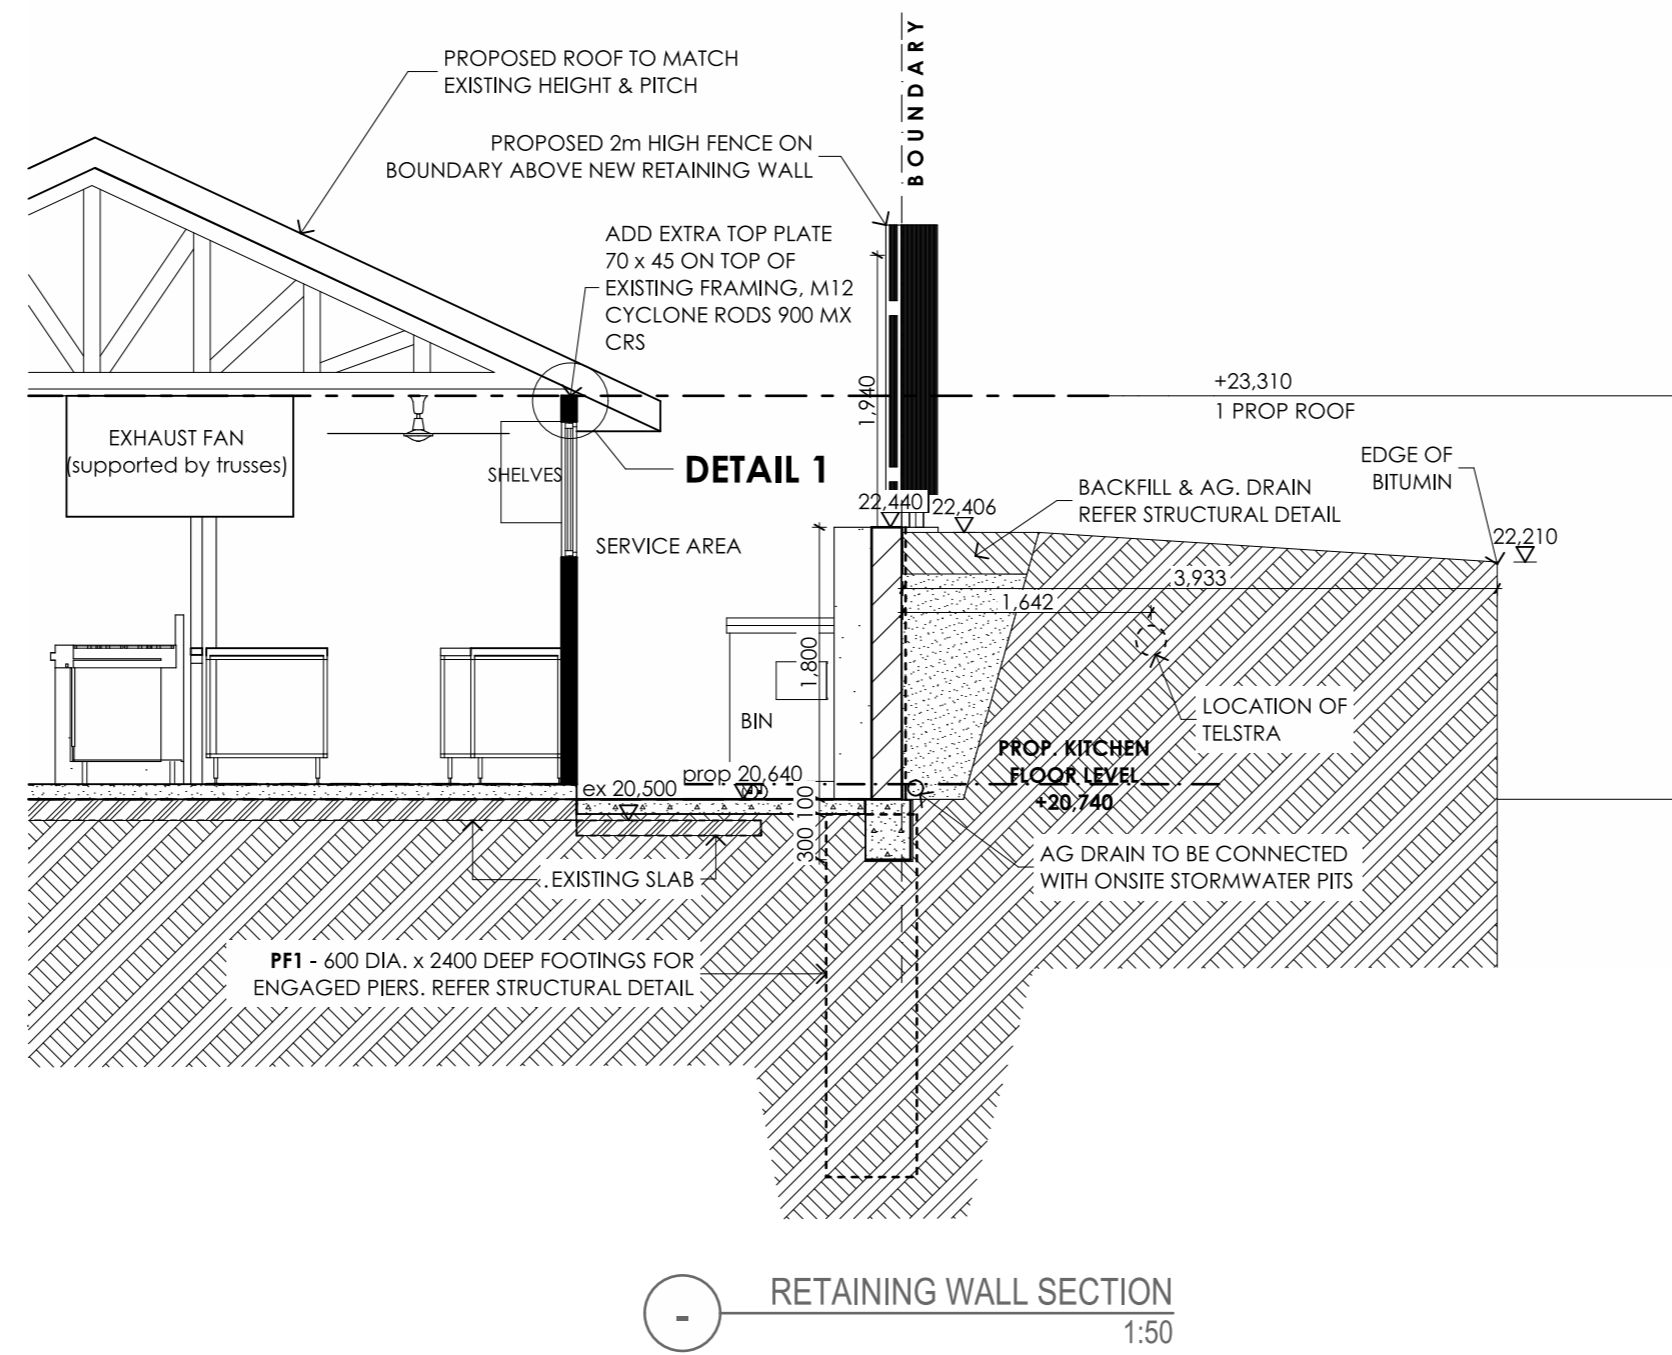 PROPOSED ROOF TO MATCH
EXISTING HEIGHT & PITCH
BOUNDARY
PROPOSED 2m HIGH FENCE ON
BOUNDARY ABOVE NEW RETAINING WALL
ADD EXTRA TOP PLATE
70 x 45 ON TOP OF
EXISTING FRAMING, M12
CYCLONE RODS 900 MX
CRS
1,940
+23,310
1 PROP ROOF
EXHAUST FAN
(supported by trusses)
SHELVES
DETAIL 1
EDGE OF
BITUMIN
BACKFILL & AG. DRAIN
REFER STRUCTURAL DETAIL
22,440
22,406
22,210
SERVICE AREA
3,933
1,642
1,800
BIN
LOCATION OF
TELSTRA
PROP. KITCHEN
FLOOR LEVEL
+20,740
ex 20,500
prop 20,640
100
300
AG DRAIN TO BE CONNECTED
WITH ONSITE STORMWATER PITS
.EXISTING SLAB
PF1 - 600 DIA. x 2400 DEEP FOOTINGS FOR
ENGAGED PIERS. REFER STRUCTURAL DETAIL
-
RETAINING WALL SECTION
1:50